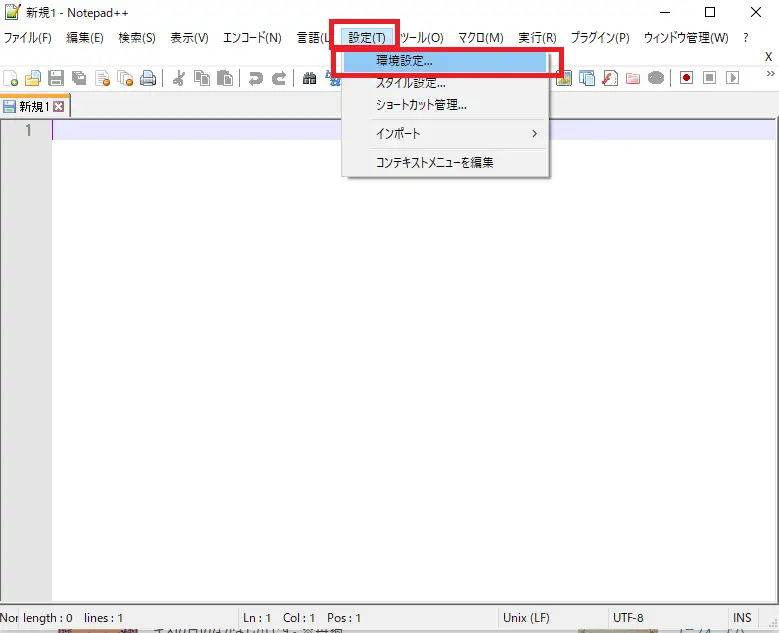 新規1 - Notepad++
ファイル(F) 編集(E) 検索(S) 表示(V) エンコード(N) 言語(L 設定(T) ツール(O) マクロ(M) 実行(R) プラグイン(P) ウィンドウ管理(W) ?
X
環境設定...
スタイル設定...
ショートカット管理...
インポート
コンテキストメニューを編集
新規1
1
Nor length : 0 lines : 1 Ln : 1 Col : 1 Pos : 1 Unix (LF) UTF-8 INS